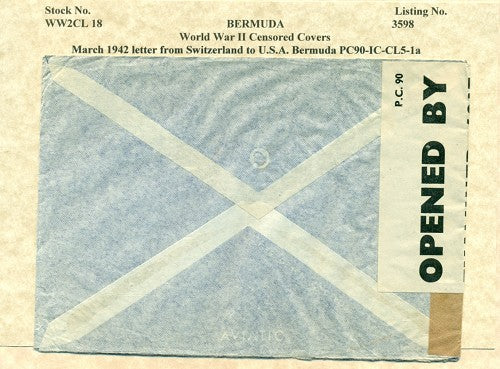 Stock No. BERMUDA Listing No.
WW2CL 18 World War II Censored Covers 3598
March 1942 letter from Switzerland to U.S.A. Bermuda PC90-IC-CL5-1a
P.C. 90
OPENED BY